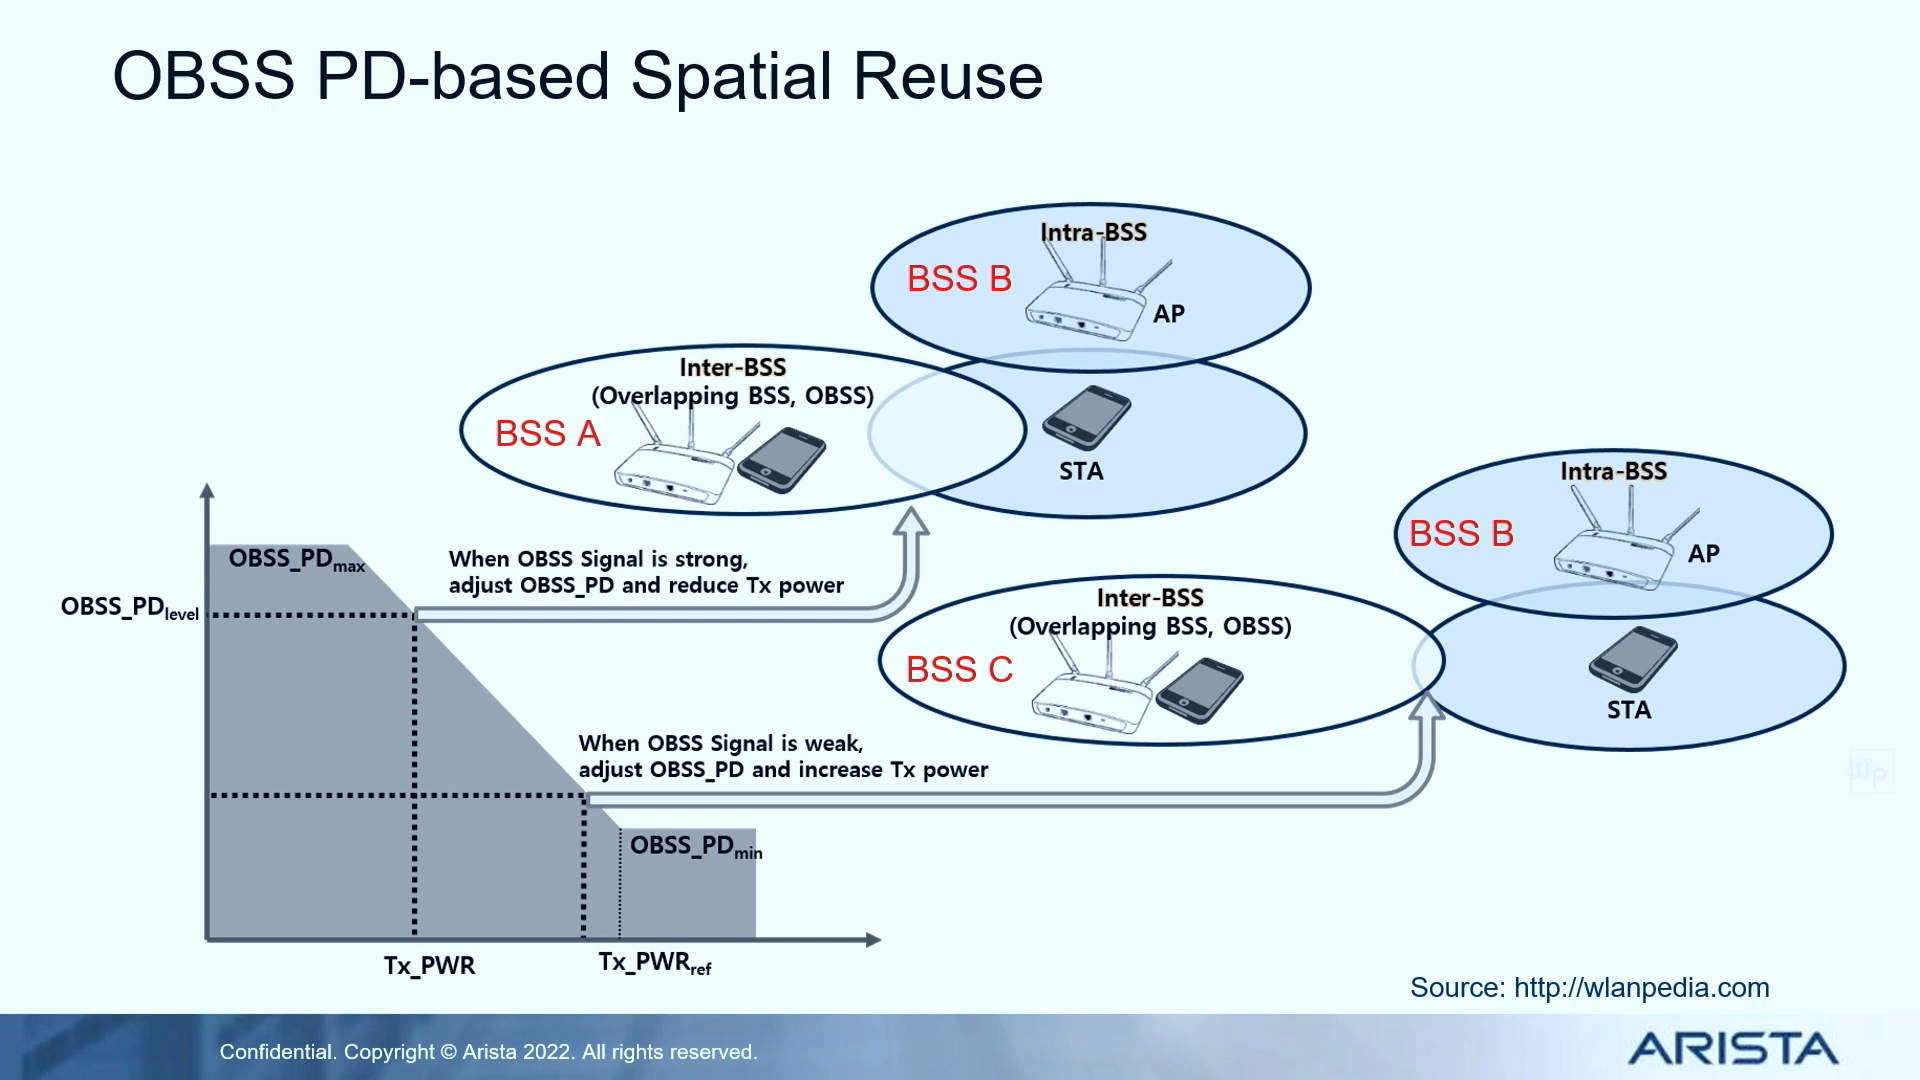 OBSS PD-based Spatial Reuse
Intra-BSS
BSS B
AP
Inter-BSS
(Overlapping BSS, OBSS)
BSS A
STA
Intra-BSS
BSS B
AP
OBSS_PDmax
When OBSS Signal is strong,
adjust OBSS_PD and reduce Tx power
OBSS_PDlevel
Inter-BSS
(Overlapping BSS, OBSS)
BSS C
STA
When OBSS Signal is weak,
adjust OBSS_PD and increase Tx power
Wp
OBSS_PDmin
Tx_PWR
Tx_PWRref
Source: http://wlanpedia.com
Confidential. Copyright © Arista 2022. All rights reserved.
ARISTA